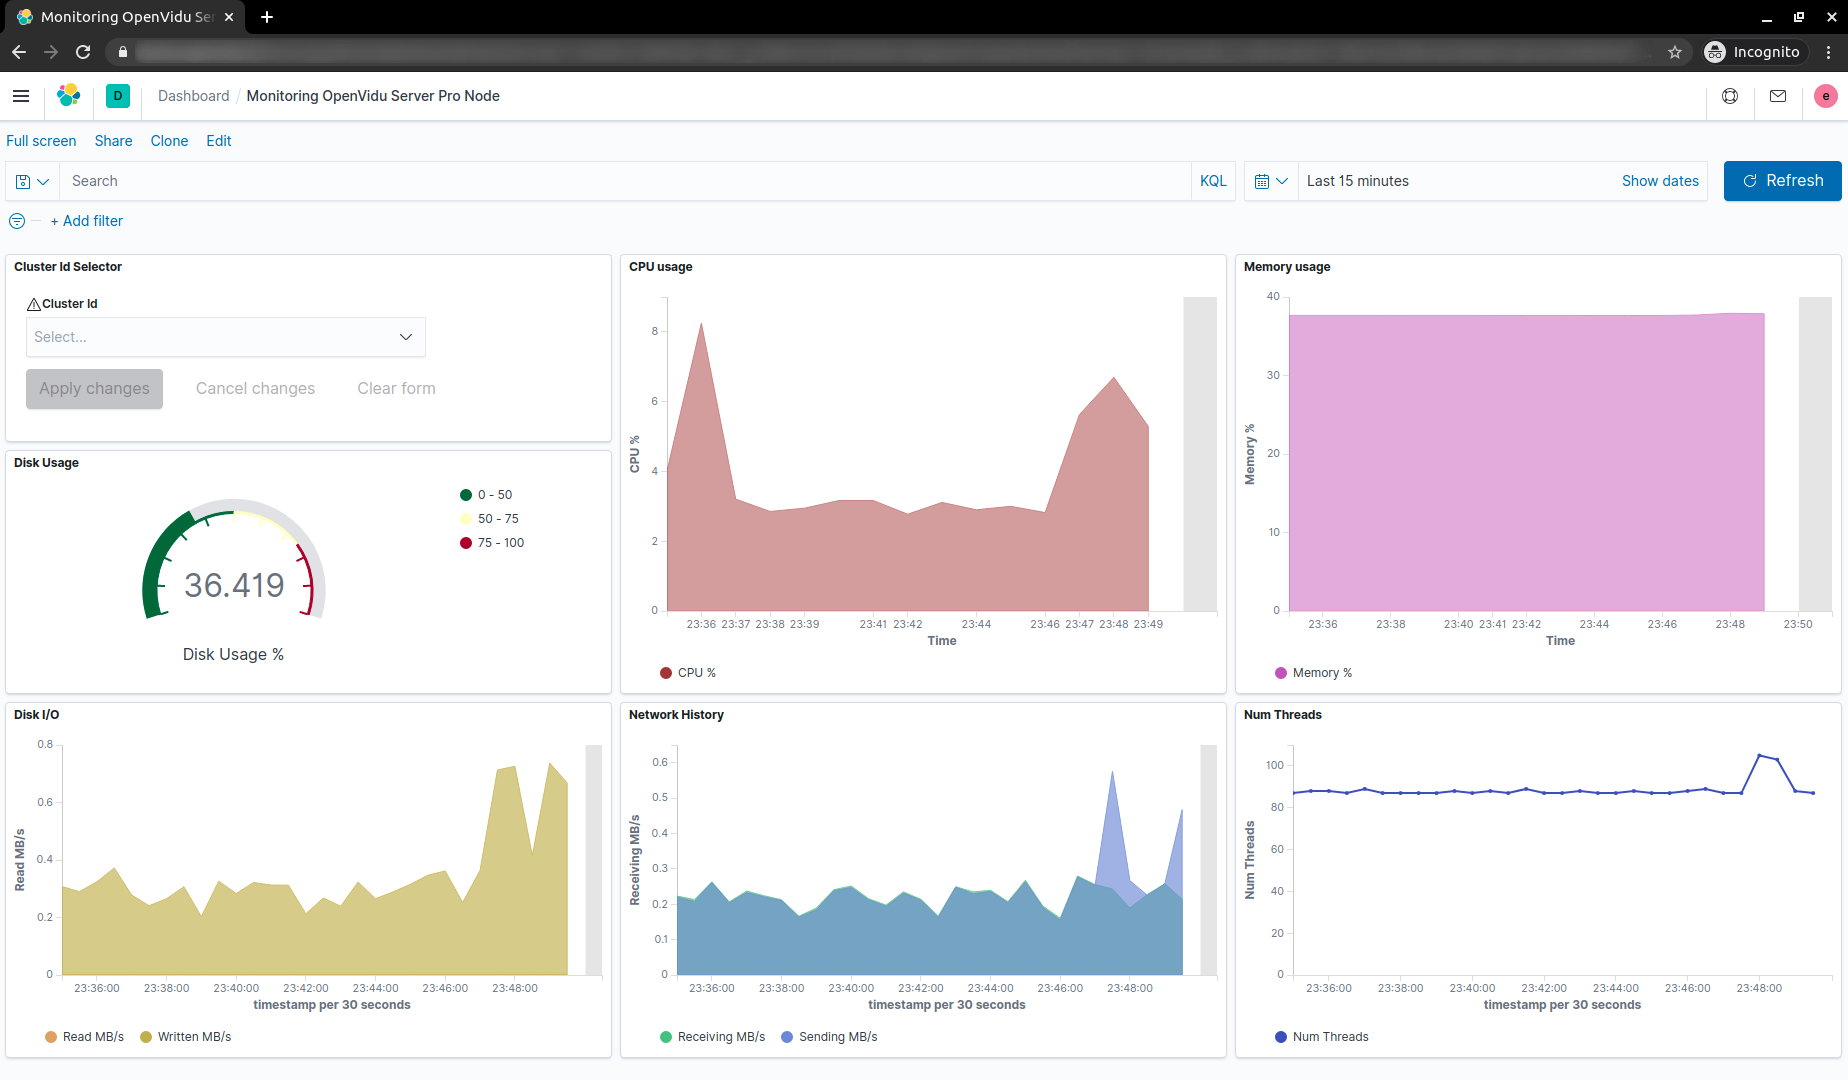 Monitoring OpenVidu Ser
Incognito
D
Dashboard / Monitoring OpenVidu Server Pro Node
e
Full screen Share Clone Edit
Search
KQL
Last 15 minutes
Show dates
Refresh
+ Add filter
Cluster Id Selector
Cluster Id
Select...
Apply changes Cancel changes Clear form
CPU usage
8
6
4
2
0
CPU %
23:36 23:37 23:38 23:39 23:41 23:42 23:44 23:46 23:47 23:48 23:49
Time
CPU %
Memory usage
40
30
20
10
0
Memory %
23:36 23:38 23:40 23:41 23:42 23:44 23:46 23:48 23:50
Time
Memory %
Disk Usage
0 - 50
50 - 75
75 - 100
36.419
Disk Usage %
Disk I/O
0.8
0.6
0.4
0.2
0
Read MB/s
23:36:00 23:38:00 23:40:00 23:42:00 23:44:00 23:46:00 23:48:00
timestamp per 30 seconds
Read MB/s Written MB/s
Network History
0.6
0.5
0.4
0.3
0.2
0.1
0
Receiving MB/s
23:36:00 23:38:00 23:40:00 23:42:00 23:44:00 23:46:00 23:48:00
timestamp per 30 seconds
Receiving MB/s Sending MB/s
Num Threads
100
80
60
40
20
0
Num Threads
23:36:00 23:38:00 23:40:00 23:42:00 23:44:00 23:46:00 23:48:00
timestamp per 30 seconds
Num Threads